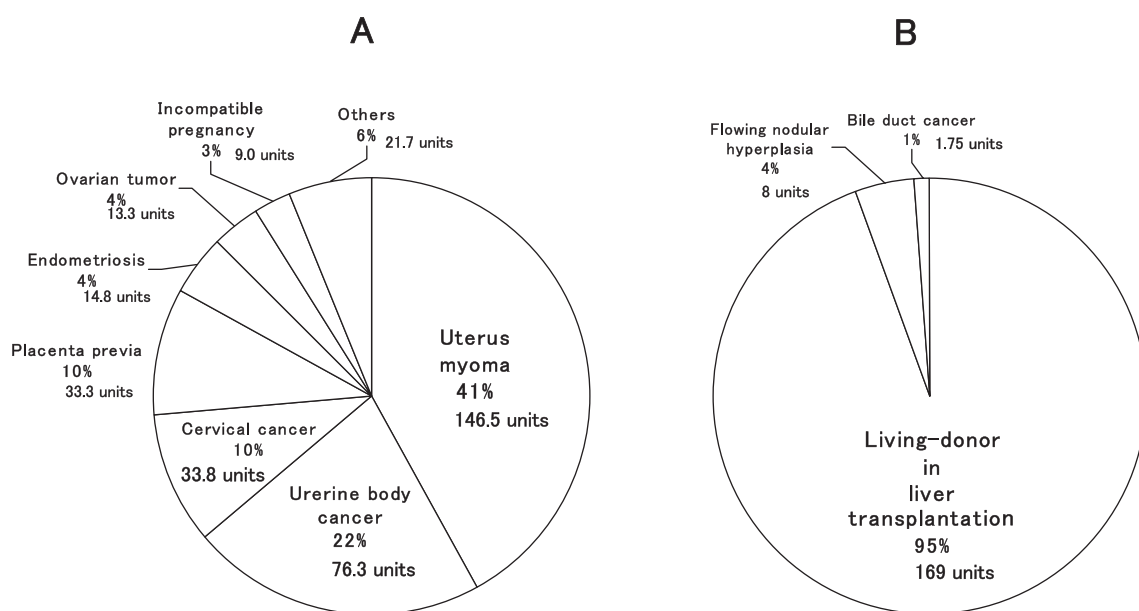 A
B
Incompatible
pregnancy
3% 9.0 units
Others
6% 21.7 units
Ovarian tumor
4%
13.3 units
Endometriosis
4%
14.8 units
Placenta previa
10%
33.3 units
Cervical cancer
10%
33.8 units
Urerine body
cancer
22%
76.3 units
Uterus
myoma
41%
146.5 units
Flowing nodular
hyperplasia
4%
8 units
Bile duct cancer
1% 1.75 units
Living-donor
in
liver
transplantation
95%
169 units